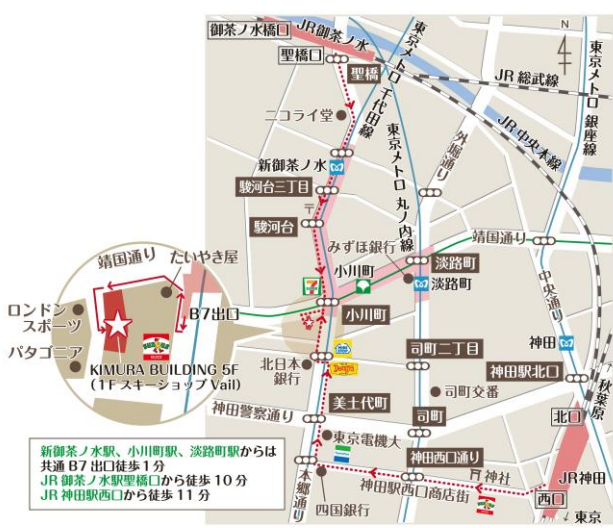 御茶ノ水橋口
JR御茶ノ水
聖橋口
聖橋
N
東京メトロ 千代田線
東京メトロ 丸ノ内線
東京メトロ 銀座線
JR 総武線
JR 中央本線
外堀通り
ニコライ堂
新御茶ノ水
駿河台三丁目
〒
駿河台
みずほ銀行
靖国通り
小川町
淡路町
淡路町
中央通り
靖国通り
たいやき屋
B7出口
ロンドン
スポーツ
パタゴニア
KIMURA BUILDING 5F
(1F スキーショップ Vail)
小川町
北日本
銀行
司町二丁目
神田
神田駅北口
秋葉原
美土代町
司町交番
神田警察通り
司町
北口
東京電機大
神田西口通り
神社
JR神田
神田駅西口商店街
西口
本郷通り
四国銀行
東京
新御茶ノ水駅、小川町駅、淡路町駅からは
共通 B7 出口徒歩 1 分
JR 御茶ノ水駅聖橋口から徒歩 10 分
JR 神田駅西口から徒歩 11 分